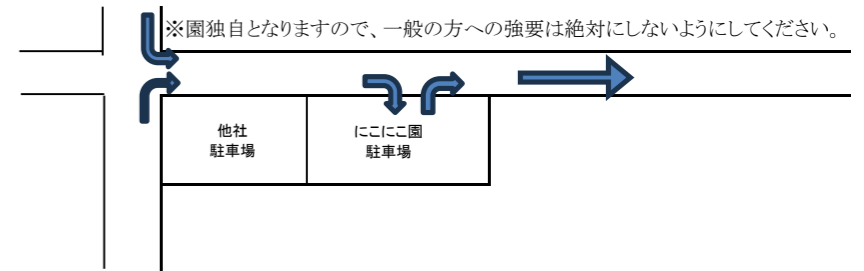 ※園独自となりますので、一般の方への強要は絶対にしないようにしてください。
他社
駐車場
にこにこ園
駐車場